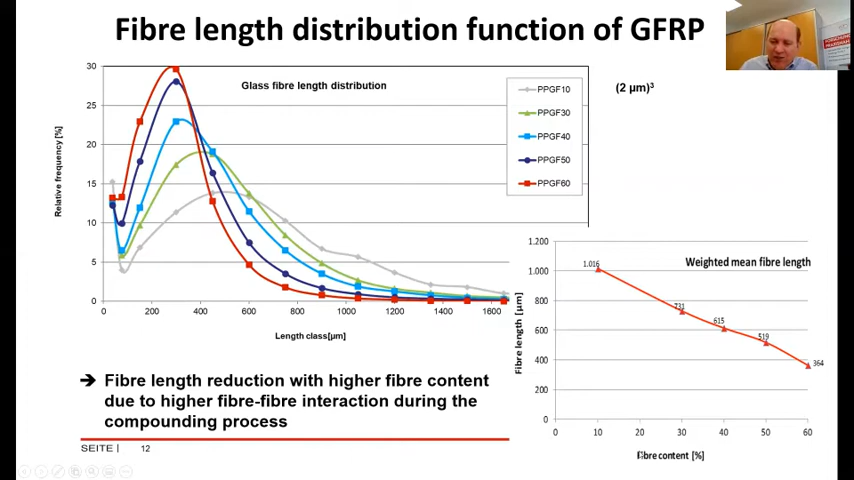 Fibre length distribution function of GFRP
30
25
20
15
10
5
0
Relative frequency [%]
Glass fibre length distribution
PPGF10
PPGF30
PPGF40
PPGF50
PPGF60
0 200 400 600 800 1000 1200 1400 1600
Length class[µm]
(2 µm)³
1.200
1.000
800
600
400
200
0
Fibre length [µm]
Weighted mean fibre length
1.016
731
615
519
364
0 10 20 30 40 50 60
Fibre content [%]
➔ Fibre length reduction with higher fibre content
due to higher fibre-fibre interaction during the
compounding process
SEITE | 12